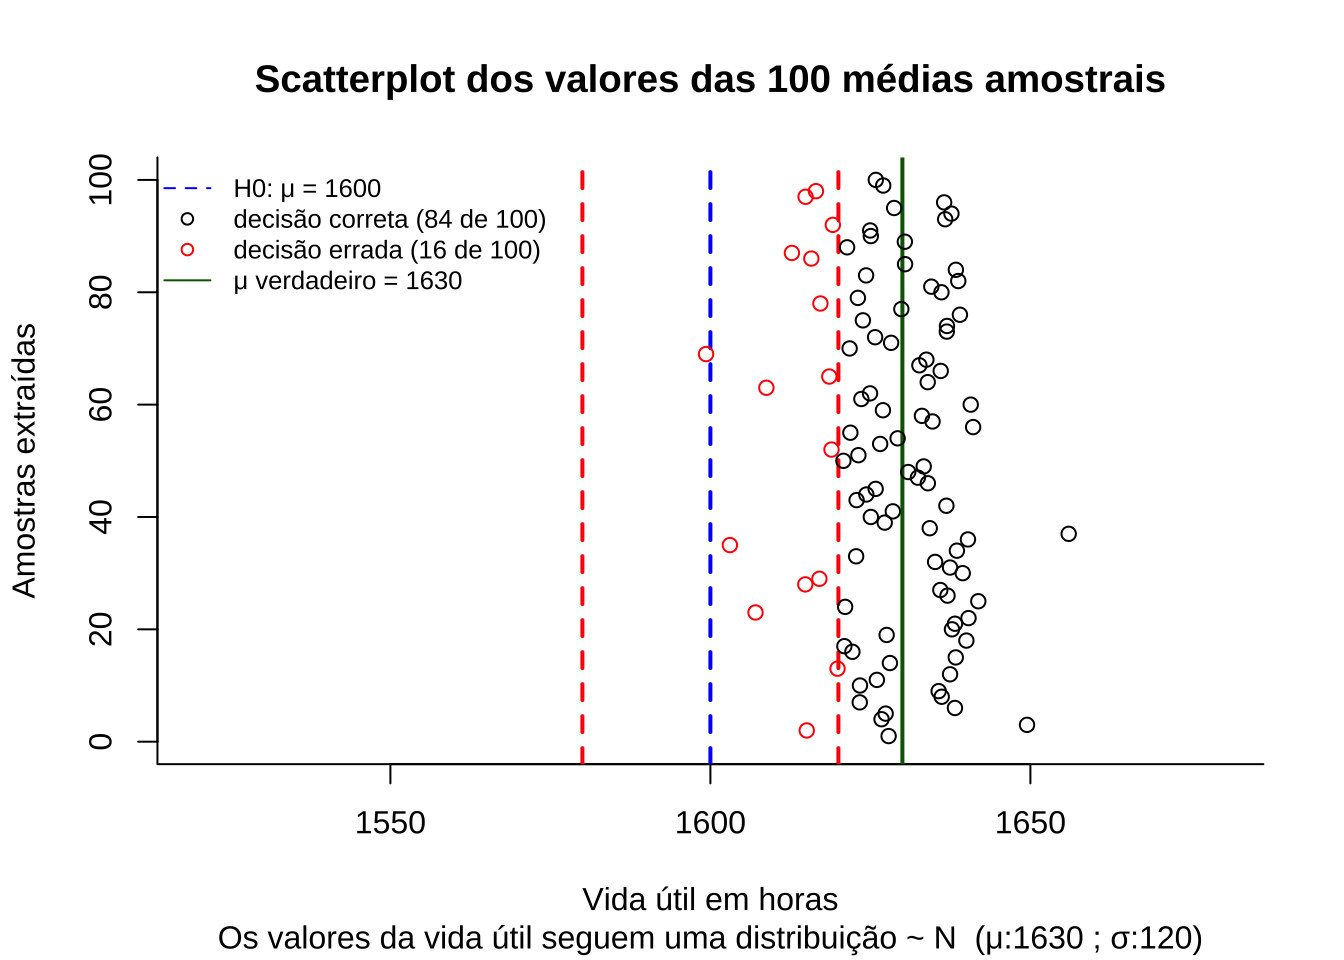 Scatterplot dos valores das 100 médias amostrais
H0: μ = 1600
decisão correta (84 de 100)
decisão errada (16 de 100)
μ verdadeiro = 1630
Amostras extraídas
100
80
60
40
20
0
1550
1600
1650
Vida útil em horas
Os valores da vida útil seguem uma distribuição ~ N  (μ:1630 ; σ:120)